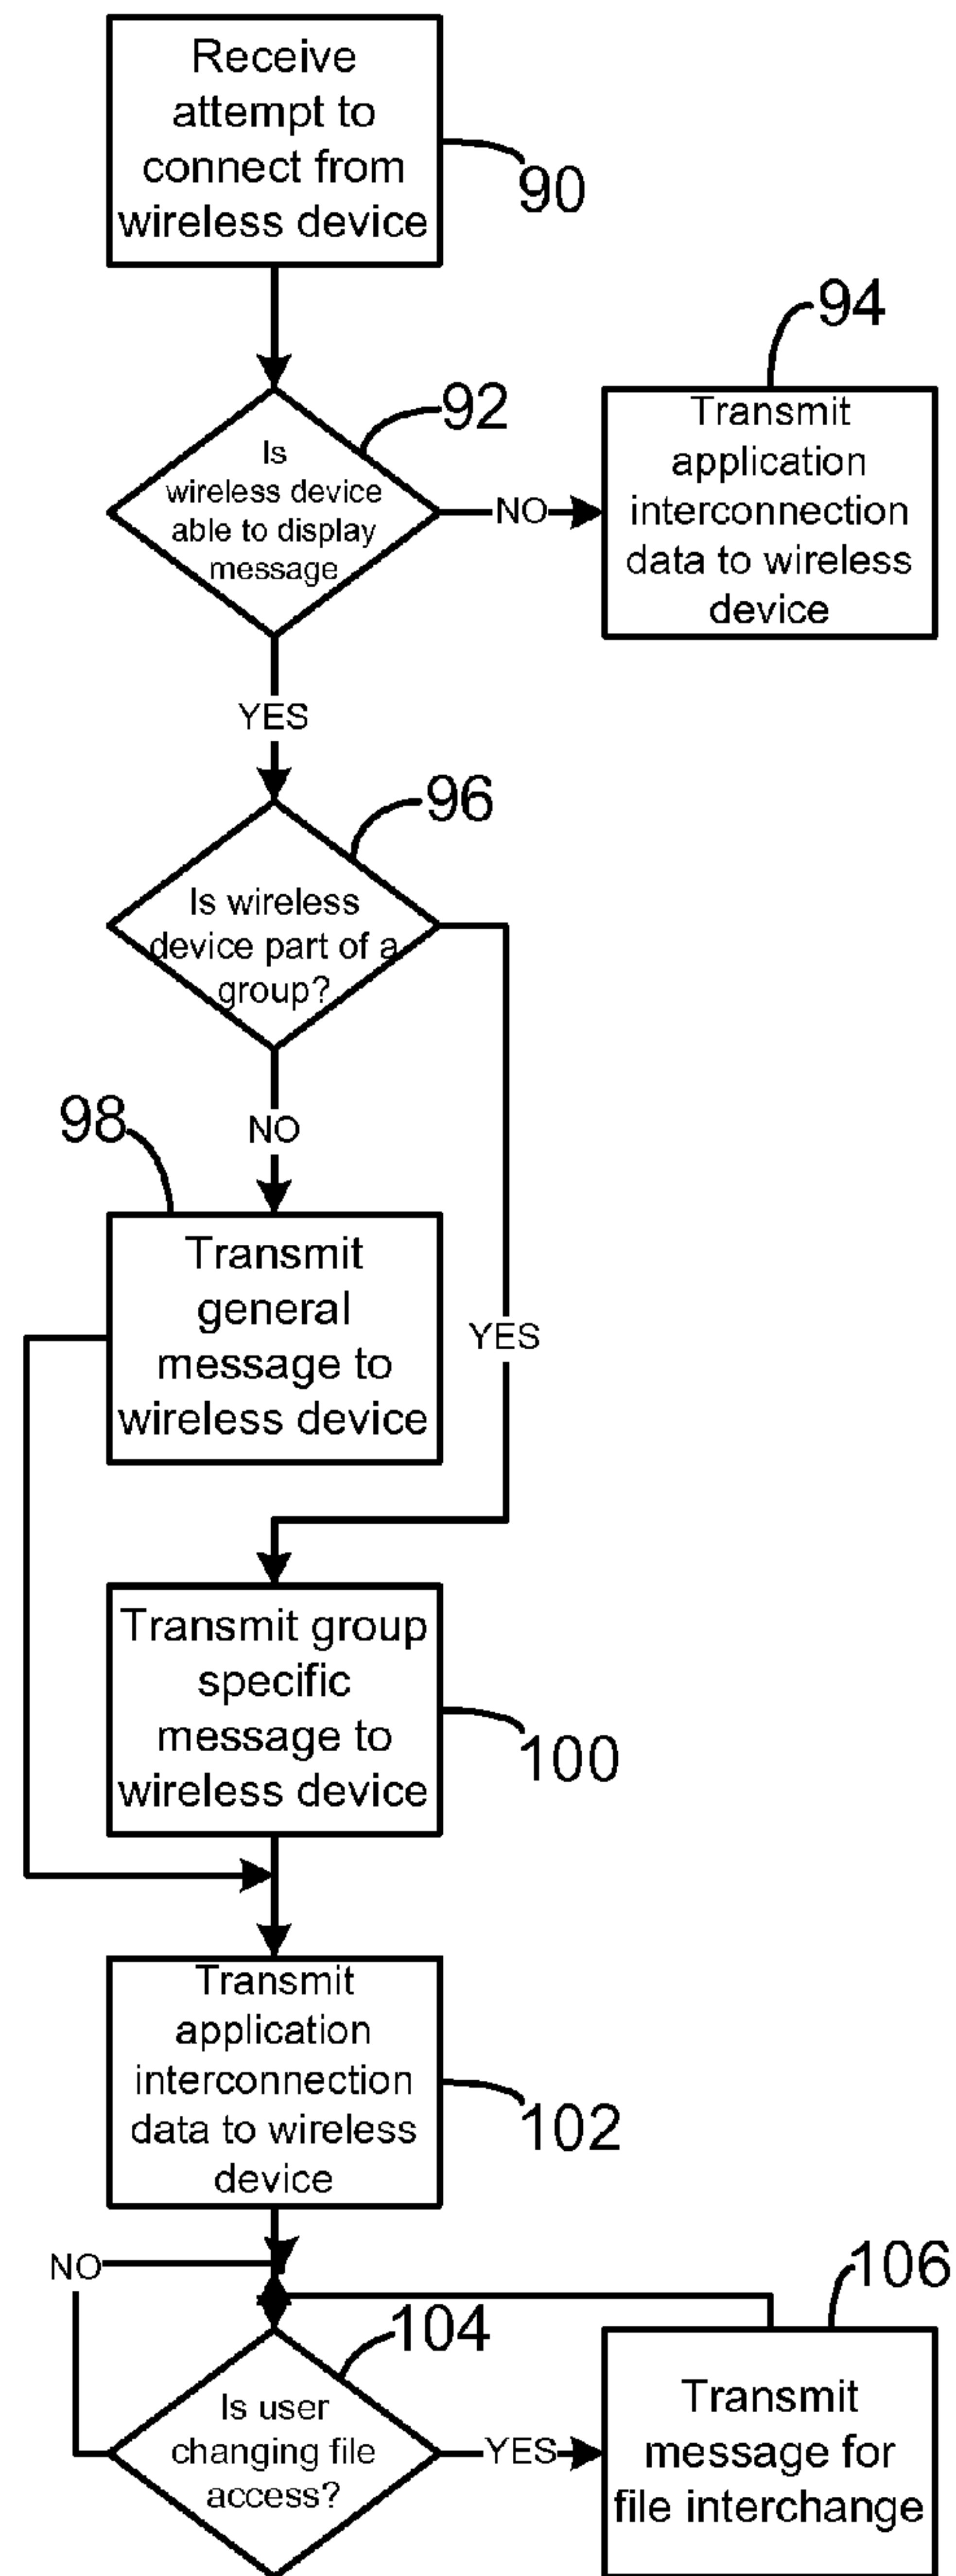 Receive
attempt to
connect from
wireless device
90
94
92
Is
wireless device
able to display
message
NO
Transmit
application
interconnection
data to wireless
device
YES
96
Is wireless
device part of a
group?
98
NO
Transmit
general
message to
wireless device
YES
Transmit group
specific
message to
wireless device
100
Transmit
application
interconnection
data to wireless
device
102
NO
106
104
Is user
changing file
access?
YES
Transmit
message for
file interchange